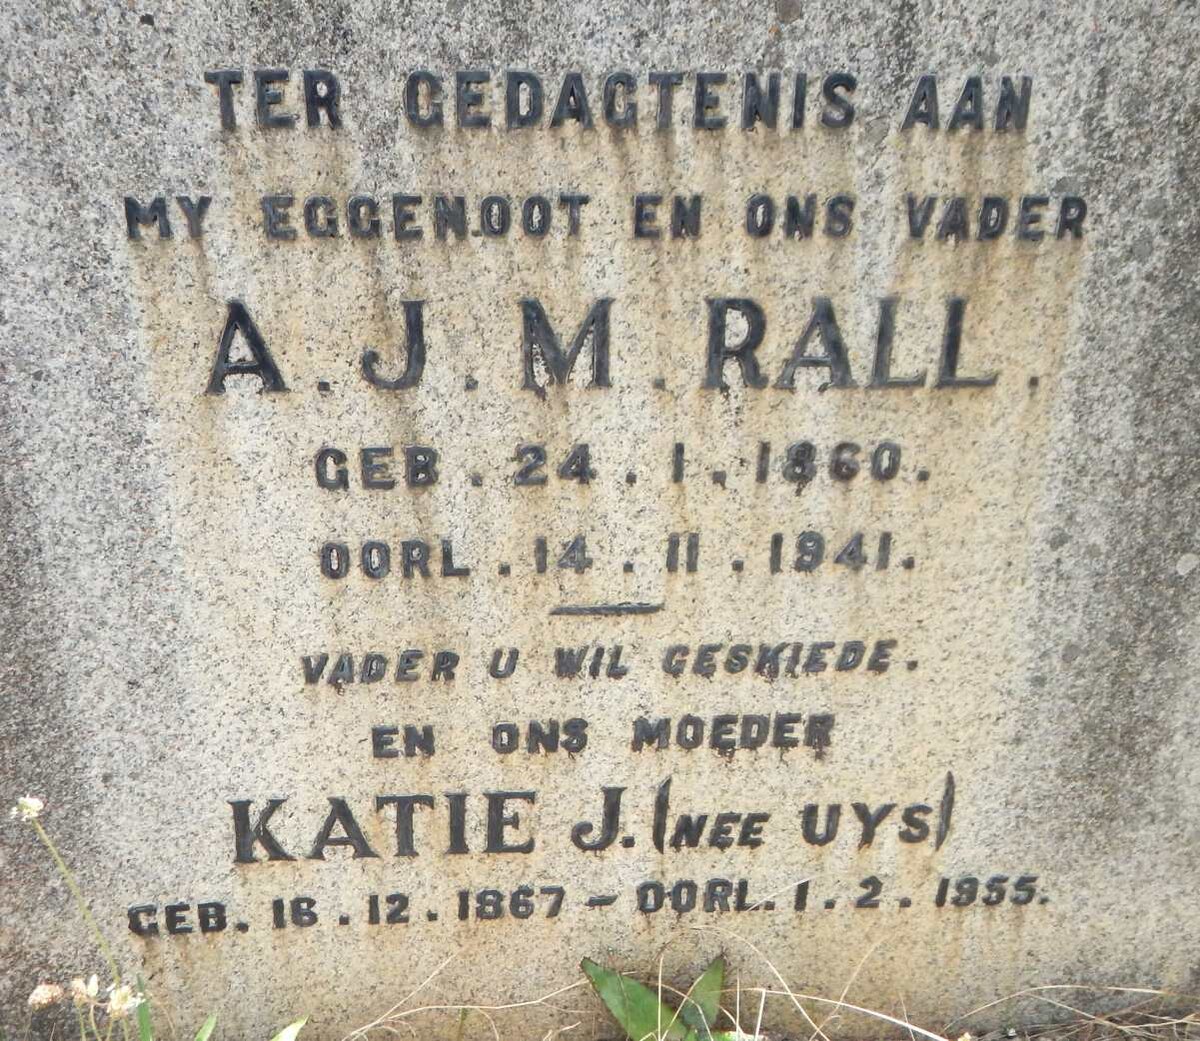 TER GEDAGTENIS AAN
MY EGGENOOT EN ONS VADER
A. J. M. RALL.
GEB. 24. 1. 1860.
OORL. 14. 11. 1941.
VADER U WIL GESKIEDE.
EN ONS MOEDER
KATIE J. (NEE UYS)
GEB. 16. 12. 1867 - OORL. 1. 2. 1955.